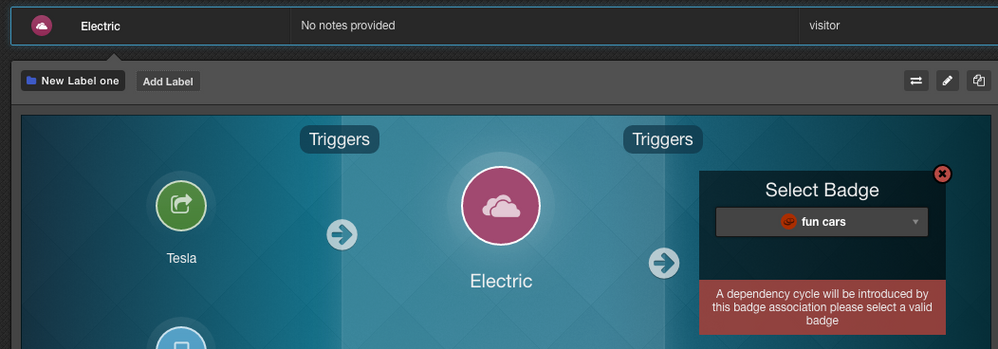 Electric
No notes provided
visitor
New Label one
Add Label
Triggers
Triggers
Select Badge
fun cars
Tesla
Electric
A dependency cycle will be introduced by
this badge association please select a valid
badge